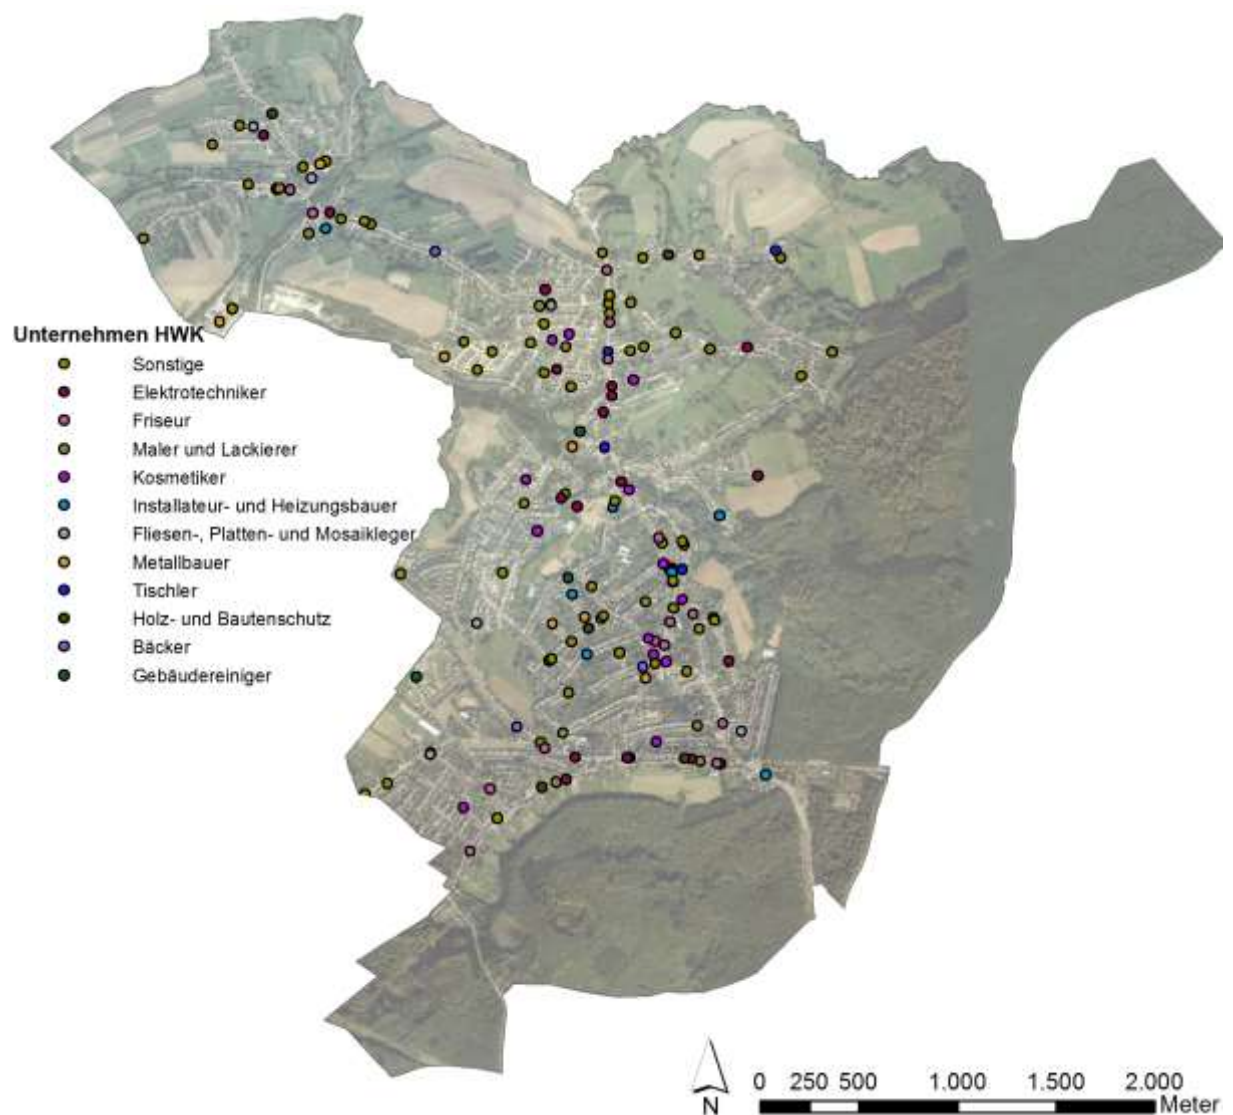 Unternehmen HWK
Sonstige
Elektrotechniker
Friseur
Maler und Lackierer
Kosmetiker
Installateur- und Heizungsbauer
Fliesen-, Platten- und Mosaikleger
Metallbauer
Tischler
Holz- und Bautenschutz
Bäcker
Gebäudereiniger
N
0 250 500 1.000 1.500 2.000
Meter